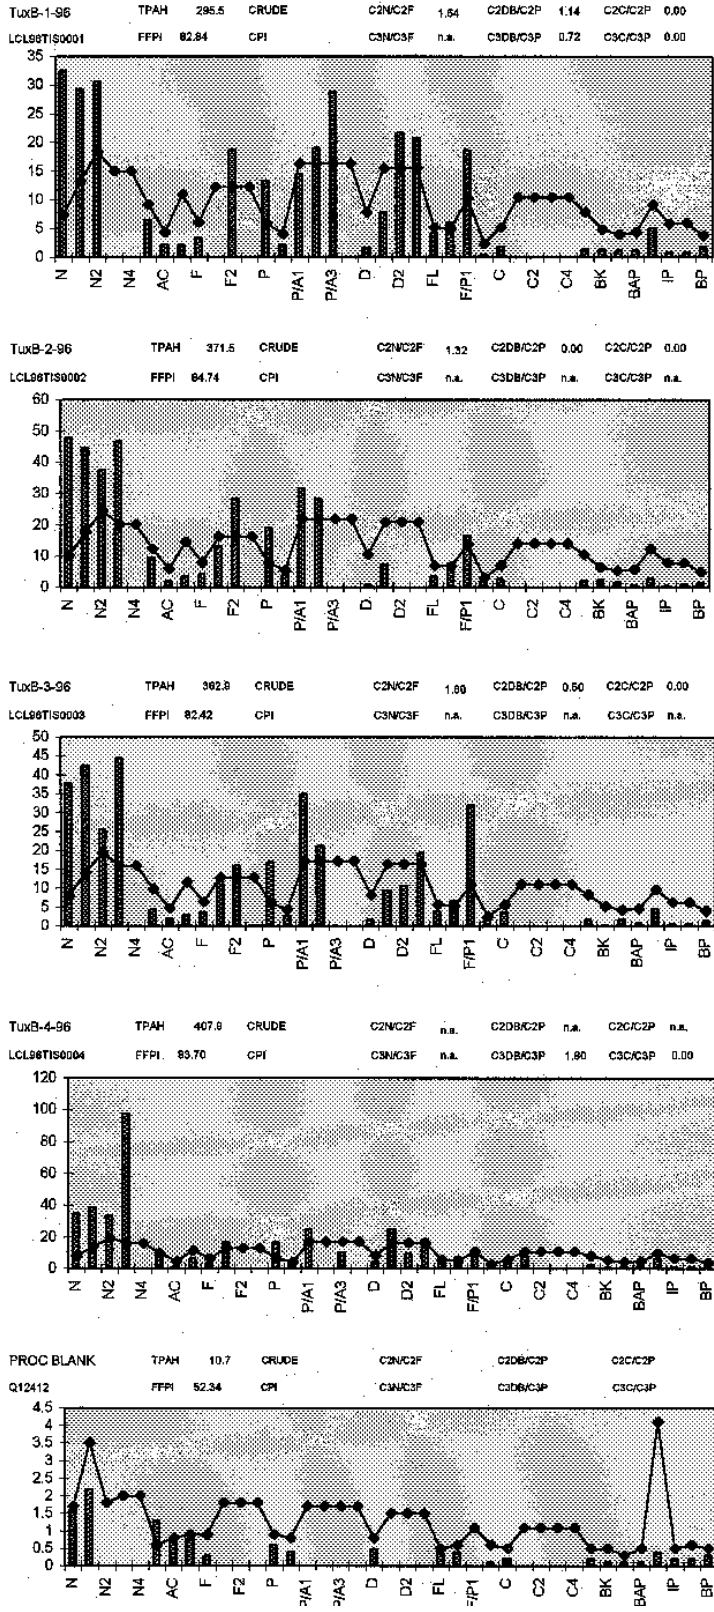 TuxB-1-96 TPAH 295.5 CRUDE C2N/C2F 1.64 C2DB/C2P 1.14 C2C/C2P 0.00
LCL96TIS0001 FFPI 82.84 CPI C3N/C3F n.a. C3DB/C3P 0.72 C3C/C3P 0.00
35
30
25
20
15
10
5
0
N N2 N4 AC F F2 P P/A1 P/A3 D D2 FL F/P1 C C2 C4 BK BAP IP BP
TuxB-2-96 TPAH 371.5 CRUDE C2N/C2F 1.32 C2DB/C2P 0.00 C2C/C2P 0.00
LCL96TIS0002 FFPI 84.74 CPI C3N/C3F n.a. C3DB/C3P n.a. C3C/C3P n.a.
60
50
40
30
20
10
0
N N2 N4 AC F F2 P P/A1 P/A3 D D2 FL F/P1 C C2 C4 BK BAP IP BP
TuxB-3-96 TPAH 362.9 CRUDE C2N/C2F 1.60 C2DB/C2P 0.50 C2C/C2P 0.00
LCL96TIS0003 FFPI 82.42 CPI C3N/C3F n.a. C3DB/C3P n.a. C3C/C3P n.a.
50
45
40
35
30
25
20
15
10
5
0
N N2 N4 AC F F2 P P/A1 P/A3 D D2 FL F/P1 C C2 C4 BK BAP IP BP
TuxB-4-96 TPAH 407.9 CRUDE C2N/C2F n.a. C2DB/C2P n.a. C2C/C2P n.a.
LCL96TIS0004 FFPI 83.70 CPI C3N/C3F n.a. C3DB/C3P 1.90 C3C/C3P 0.00
120
100
80
60
40
20
0
N N2 N4 AC F F2 P P/A1 P/A3 D D2 FL F/P1 C C2 C4 BK BAP IP BP
PROC BLANK TPAH 10.7 CRUDE C2N/C2F C2DB/C2P C2C/C2P
Q12412 FFPI 52.34 CPI C3N/C3F C3DB/C3P C3C/C3P
4.5
4
3.5
3
2.5
2
1.5
1
0.5
0
N N2 N4 AC F F2 P P/A1 P/A3 D D2 FL F/P1 C C2 C4 BK BAP IP BP